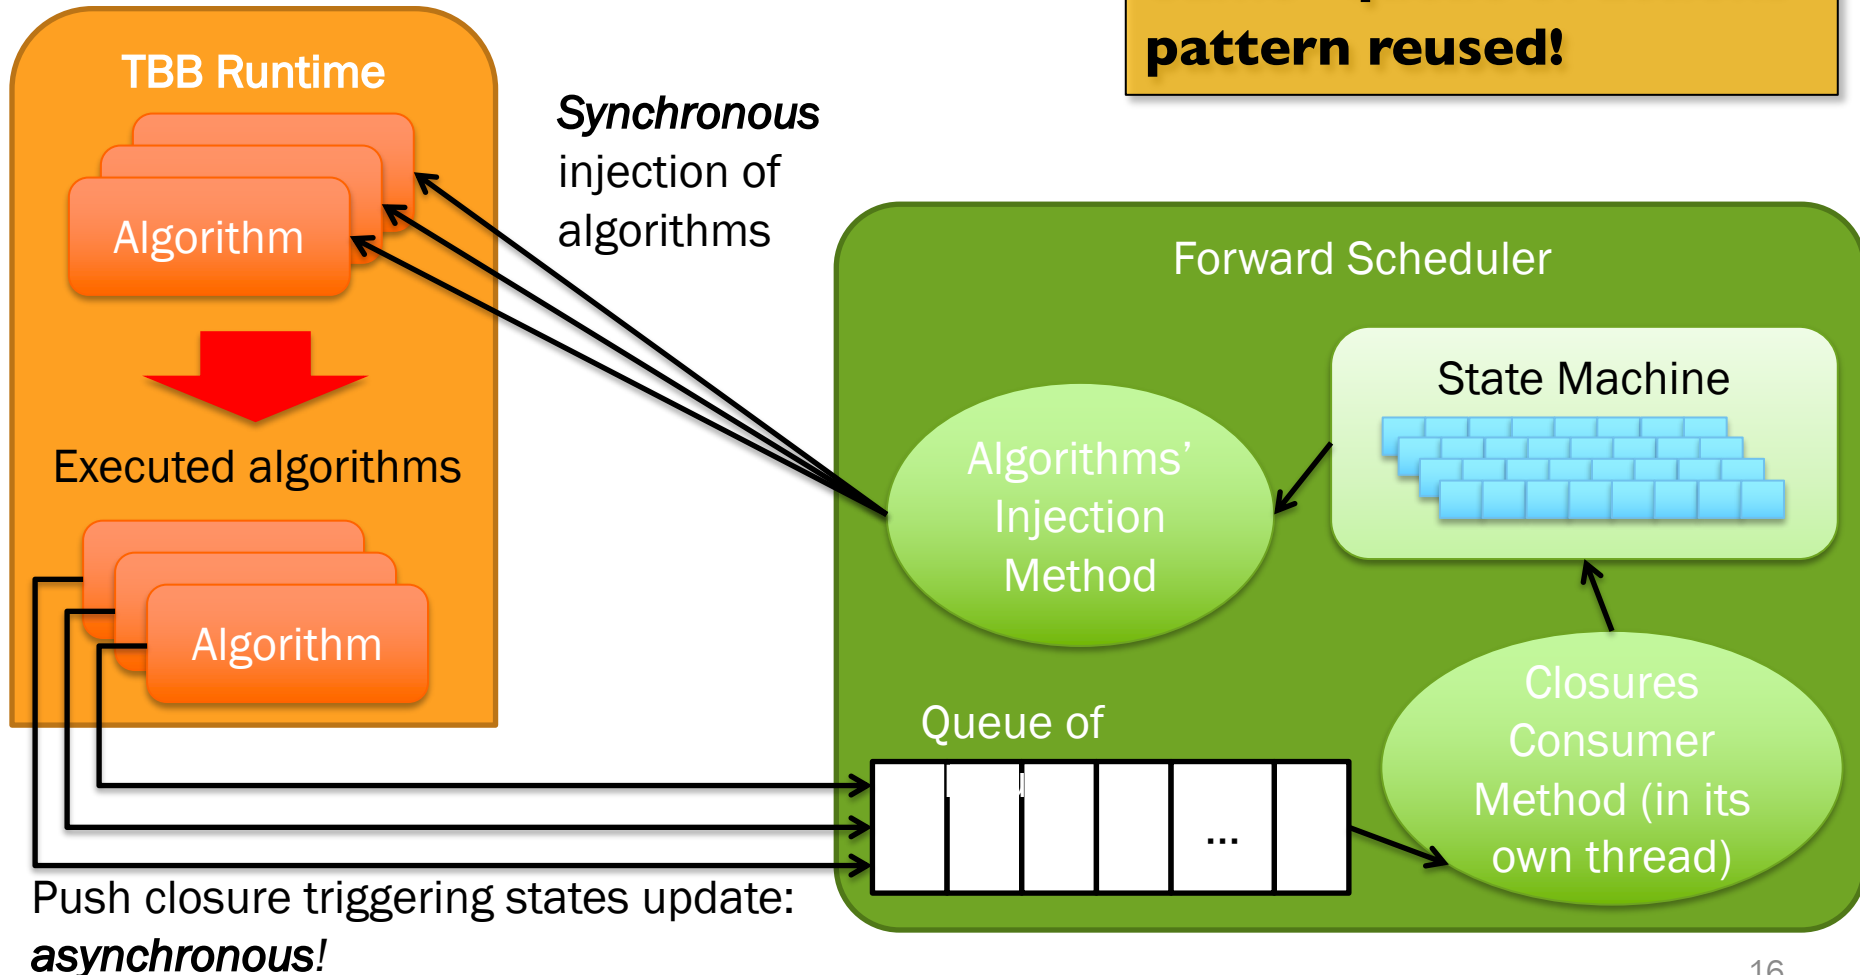 pattern reused!
TBB Runtime
Algorithm
Synchronous
injection of
algorithms
Forward Scheduler
State Machine
Algorithms’
Injection
Method
Executed algorithms
Algorithm
Closures
Consumer
Method (in its
own thread)
Queue of
...
Push closure triggering states update:
asynchronous!
16